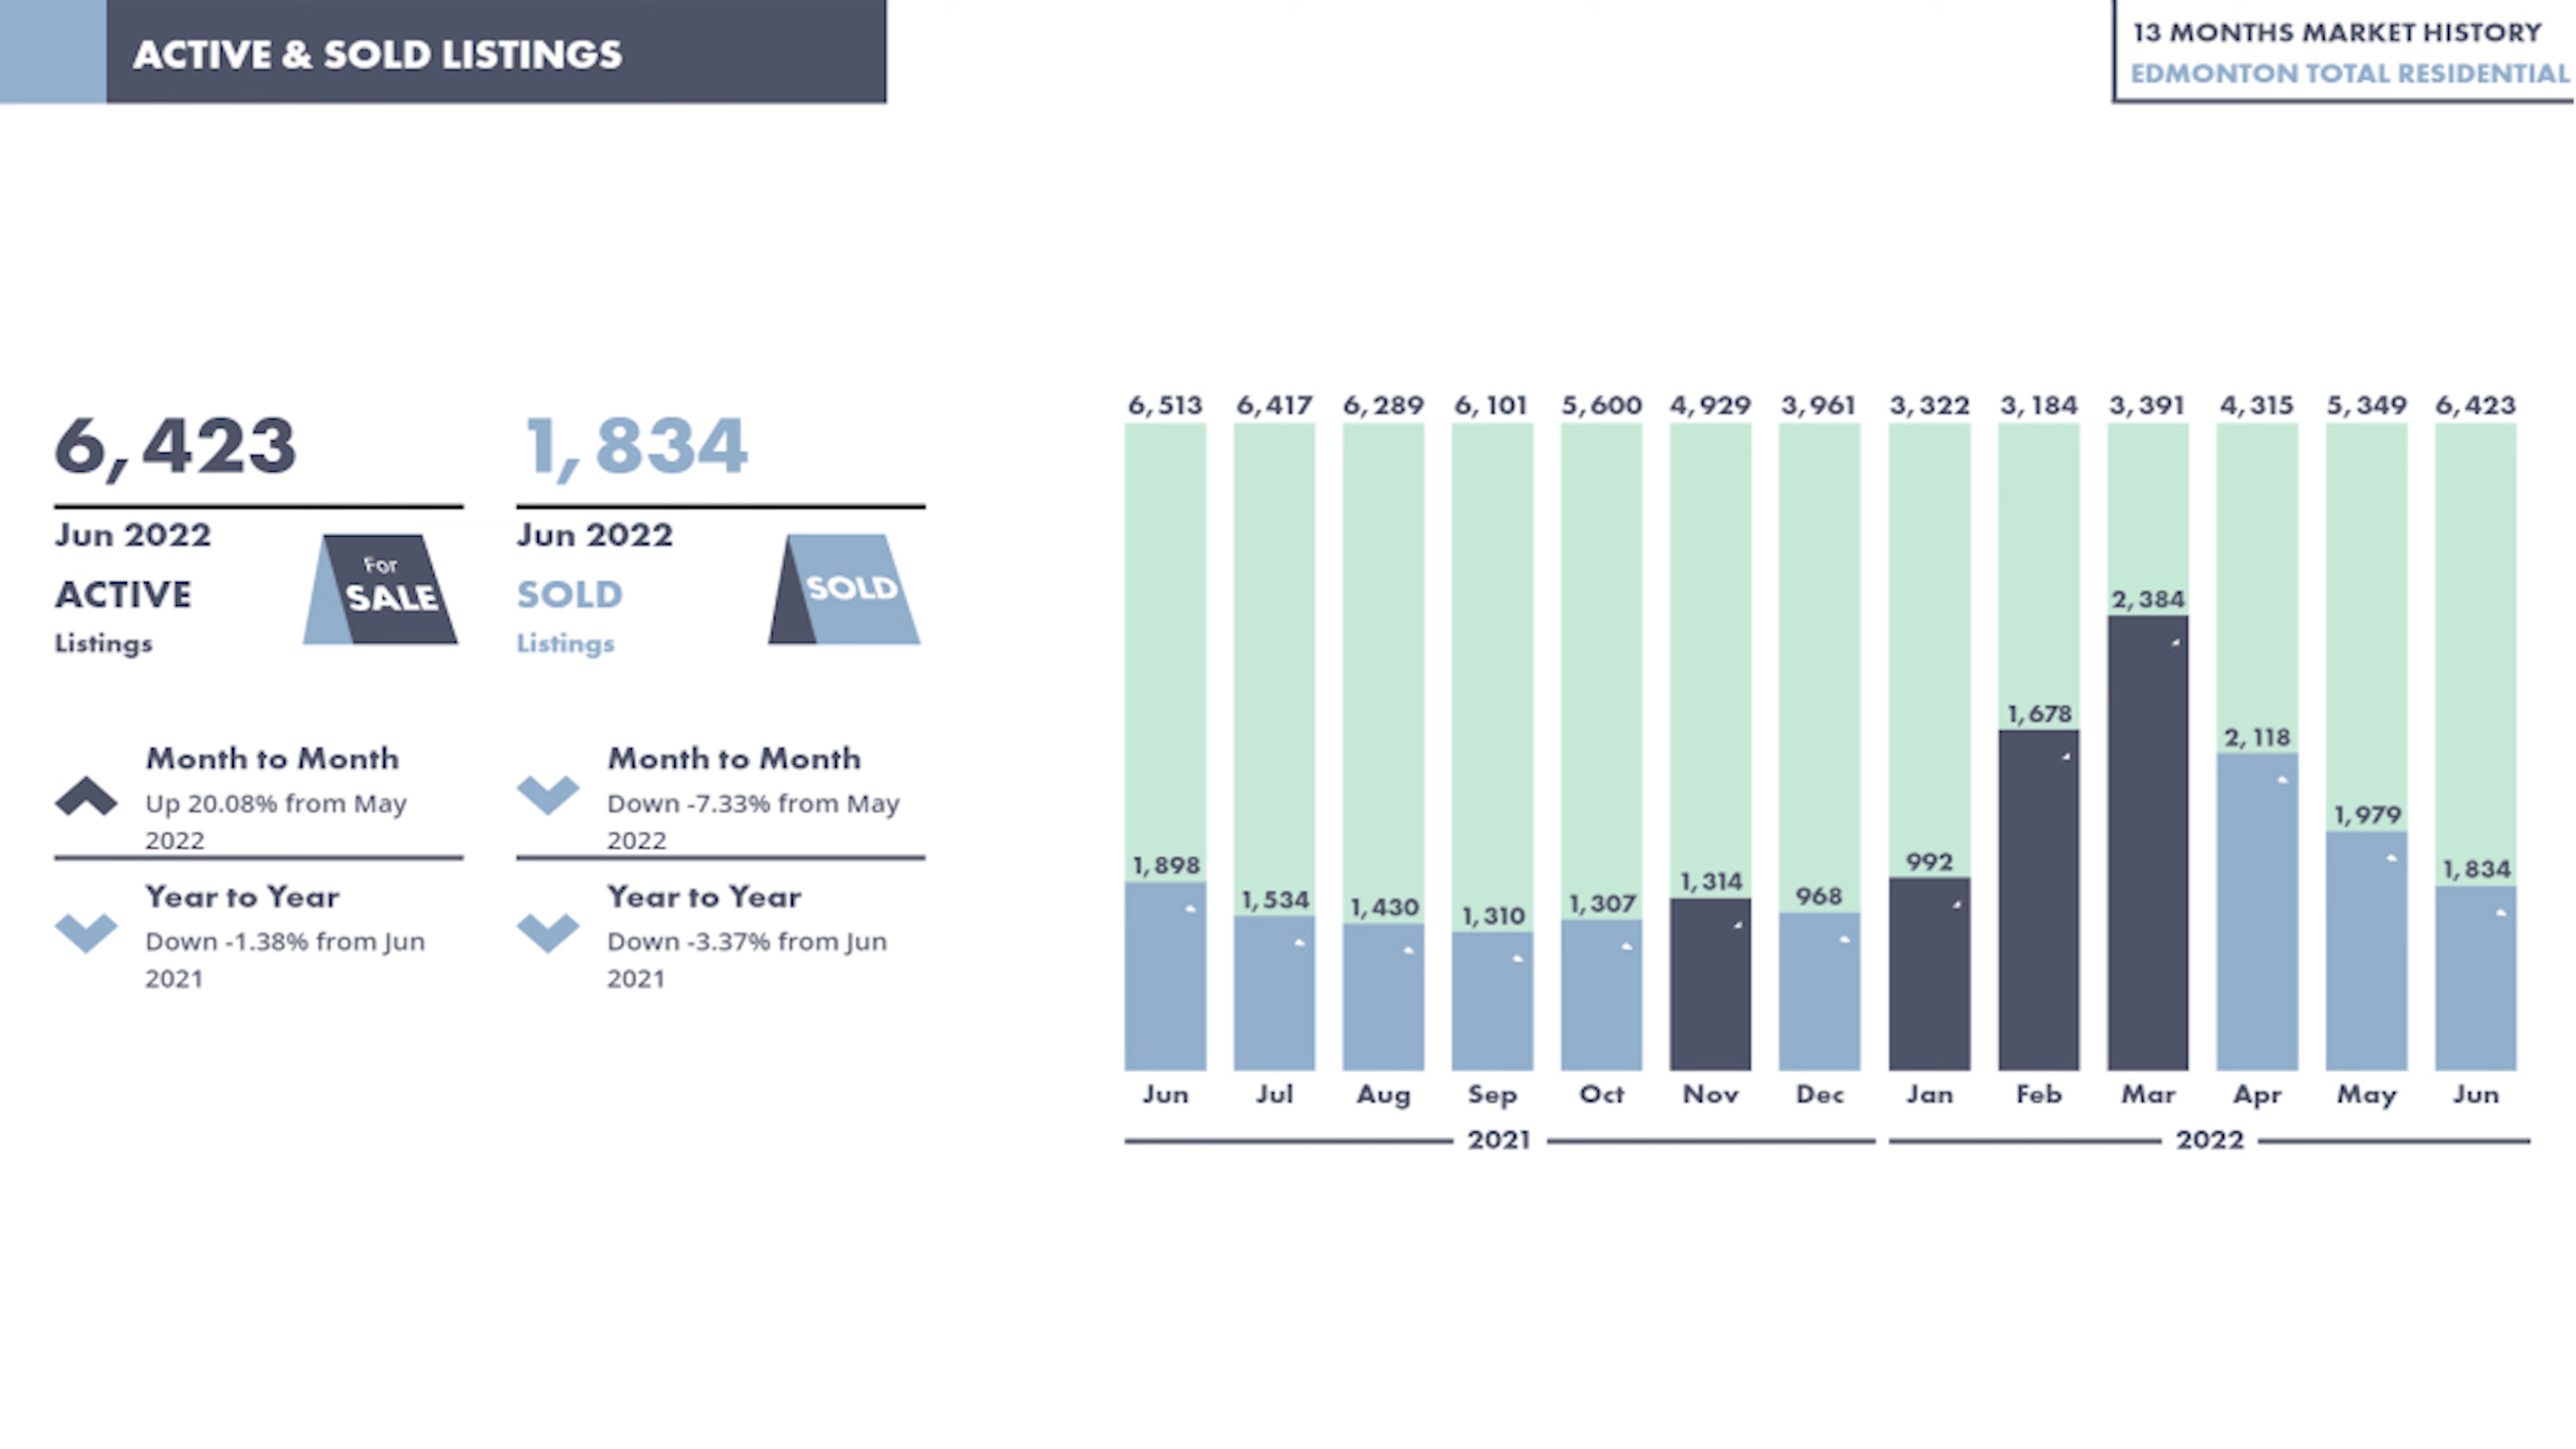 ACTIVE & SOLD LISTINGS
13 MONTHS MARKET HISTORY
EDMONTON TOTAL RESIDENTIAL
6,423
Jun 2022
ACTIVE
Listings
For
SALE
Month to Month
Up 20.08% from May
2022
Year to Year
Down -1.38% from Jun
2021
1,834
Jun 2022
SOLD
Listings
SOLD
Month to Month
Down -7.33% from May
2022
Year to Year
Down -3.37% from Jun
2021
6,513 6,417 6,289 6,101 5,600 4,929 3,961 3,322 3,184 3,391 4,315 5,349 6,423
1,898 1,534 1,430 1,310 1,307 1,314 968 992 1,678 2,384 2,118 1,979 1,834
Jun Jul Aug Sep Oct Nov Dec Jan Feb Mar Apr May Jun
2021 2022